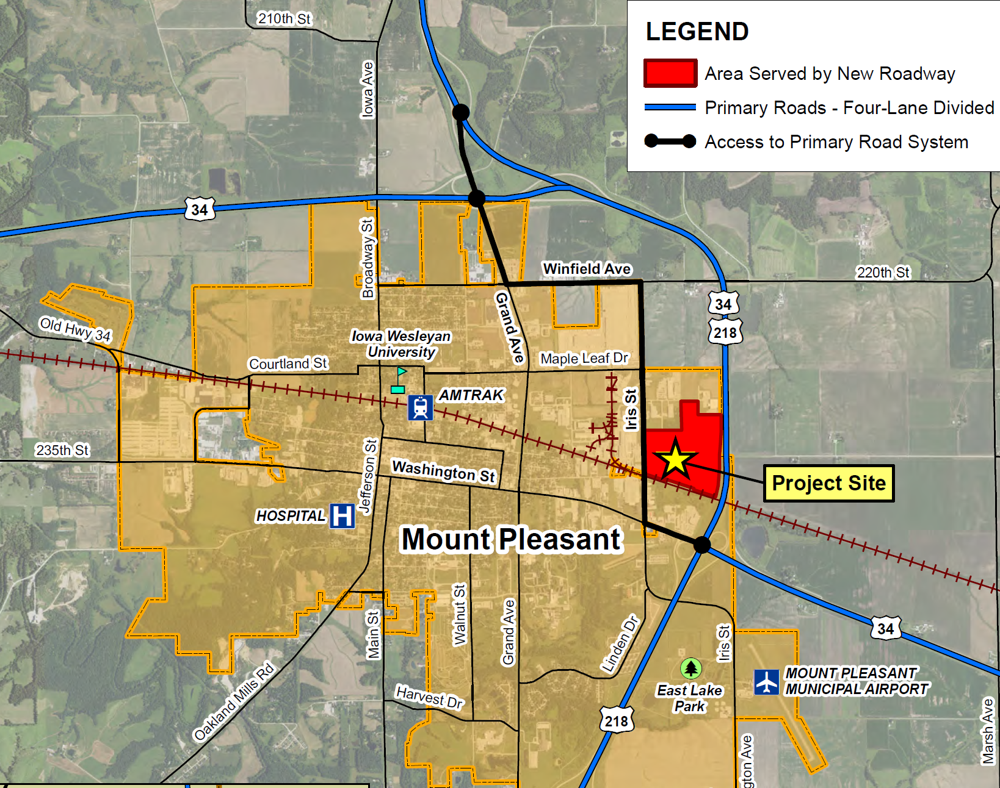 210th St
LEGEND
Area Served by New Roadway
Primary Roads - Four-Lane Divided
Access to Primary Road System
Iowa Ave
34
Broadway St
Winfield Ave
220th St
34
218
Old Hwy 34
Grand Ave
Iowa Wesleyan
University
Courtland St
Maple Leaf Dr
AMTRAK
Iris St
235th St
Jefferson St
Washington St
Project Site
HOSPITAL
H
Mount Pleasant
Walnut St
Grand Ave
Main St
Linden Dr
Iris St
34
MOUNT PLEASANT
MUNICIPAL AIRPORT
East Lake
Park
Oakland Mills Rd
Harvest Dr
218
Marsh Ave
gton Ave